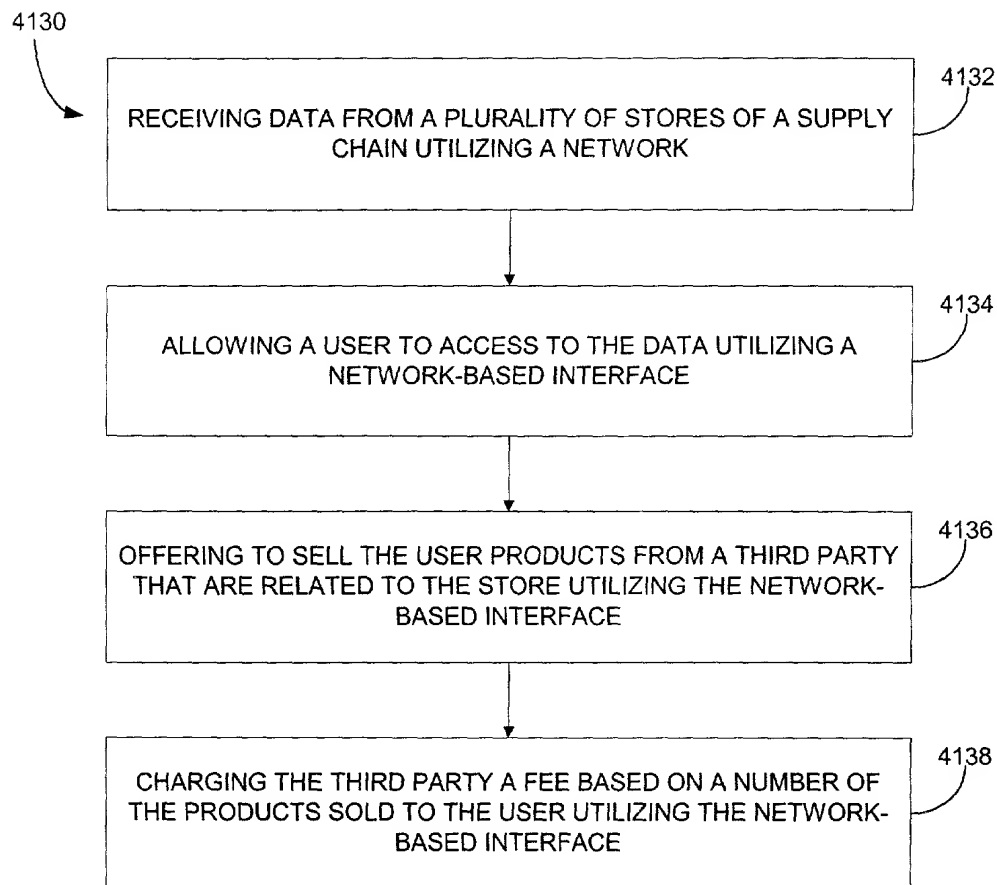 4130
4132
RECEIVING DATA FROM A PLURALITY OF STORES OF A SUPPLY
CHAIN UTILIZING A NETWORK
4134
ALLOWING A USER TO ACCESS TO THE DATA UTILIZING A
NETWORK-BASED INTERFACE
4136
OFFERING TO SELL THE USER PRODUCTS FROM A THIRD PARTY
THAT ARE RELATED TO THE STORE UTILIZING THE NETWORK-
BASED INTERFACE
4138
CHARGING THE THIRD PARTY A FEE BASED ON A NUMBER OF
THE PRODUCTS SOLD TO THE USER UTILIZING THE NETWORK-
BASED INTERFACE